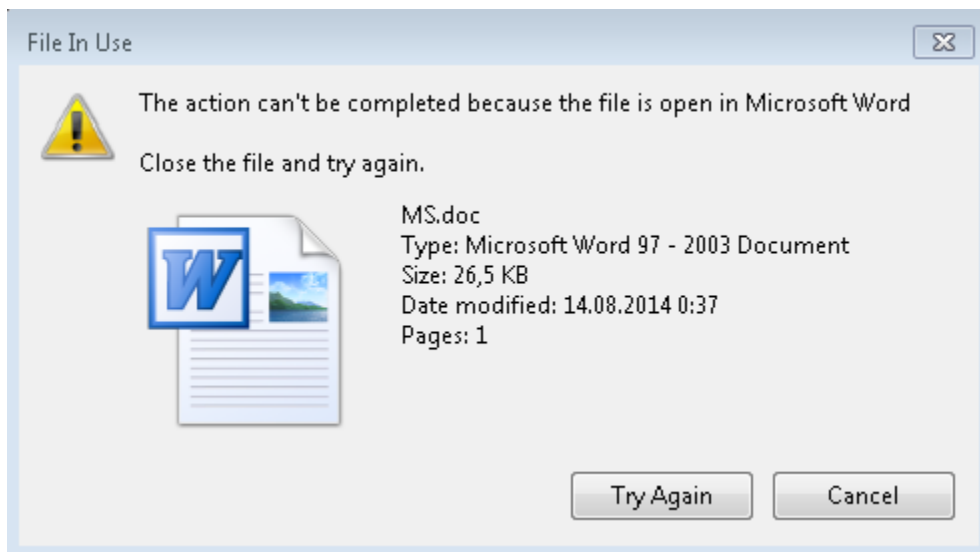 File In Use
The action can't be completed because the file is open in Microsoft Word
Close the file and try again.
MS.doc
Type: Microsoft Word 97 - 2003 Document
Size: 26,5 KB
Date modified: 14.08.2014 0:37
Pages: 1
W
Try Again
Cancel